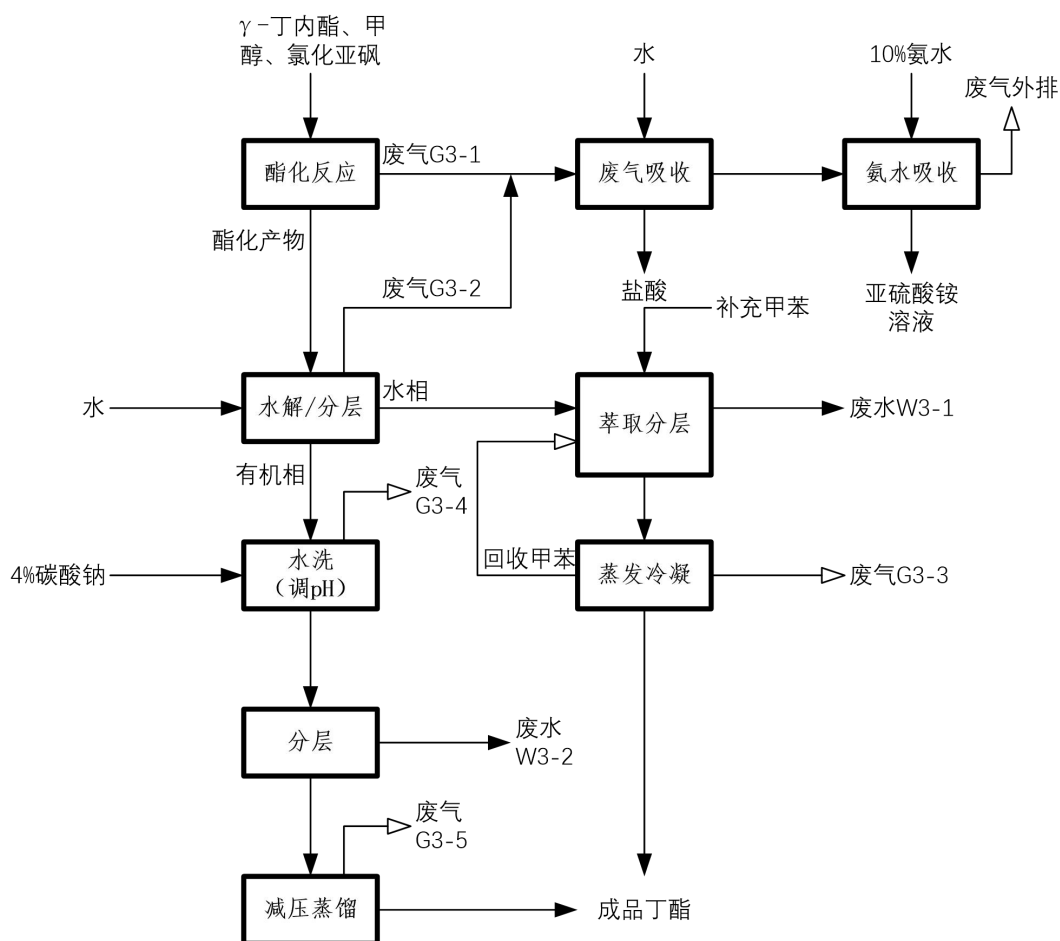 γ-丁内酯、甲
醇、氯化亚砜
水
10%氨水
废气外排
酯化反应
废气G3-1
废气吸收
氨水吸收
酯化产物
废气G3-2
盐酸
亚硫酸铵
溶液
补充甲苯
水
水解/分层
水相
萃取分层
废水W3-1
有机相
废气
G3-4
4%碳酸钠
水洗
（调pH）
回收甲苯
蒸发冷凝
废气G3-3
分层
废水
W3-2
废气
G3-5
减压蒸馏
成品丁酯